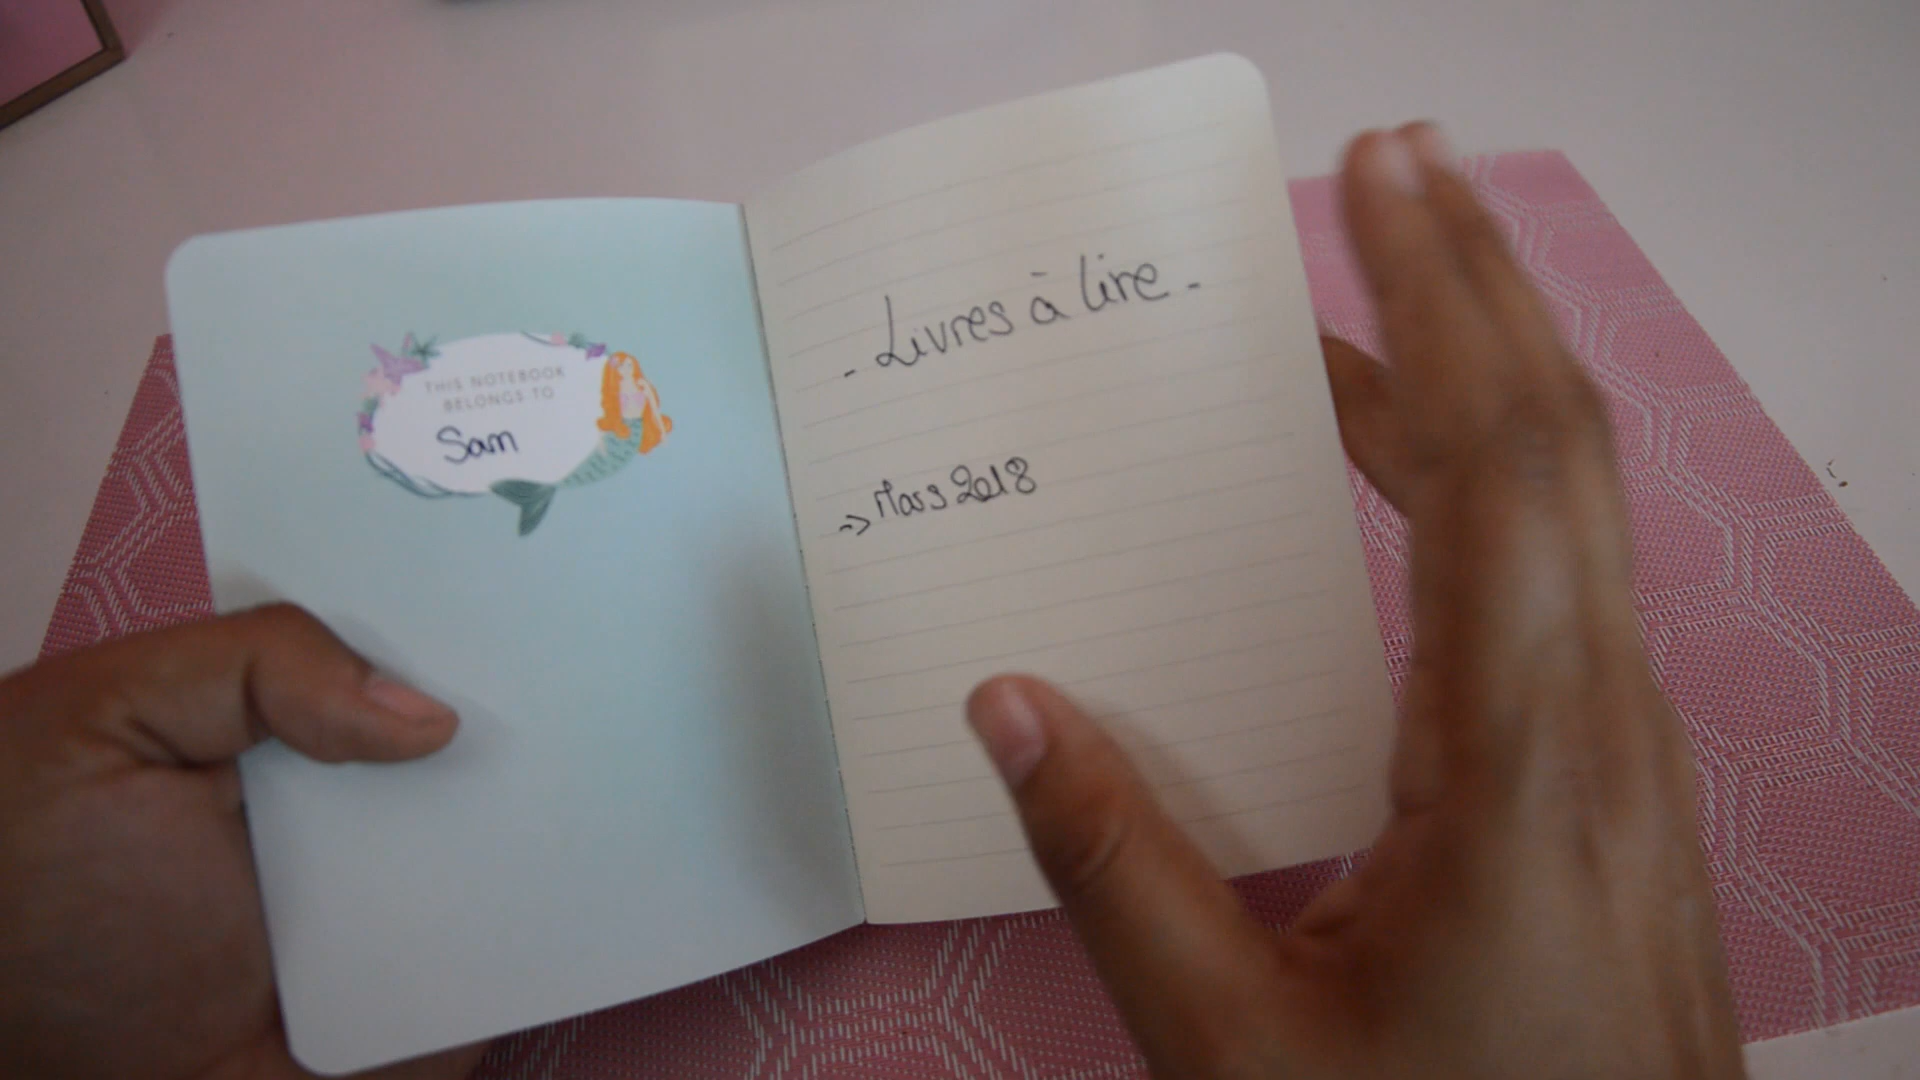 THIS NOTEBOOK
BELONGS TO
Sam
- Livres à lire -
-> Mars 2018